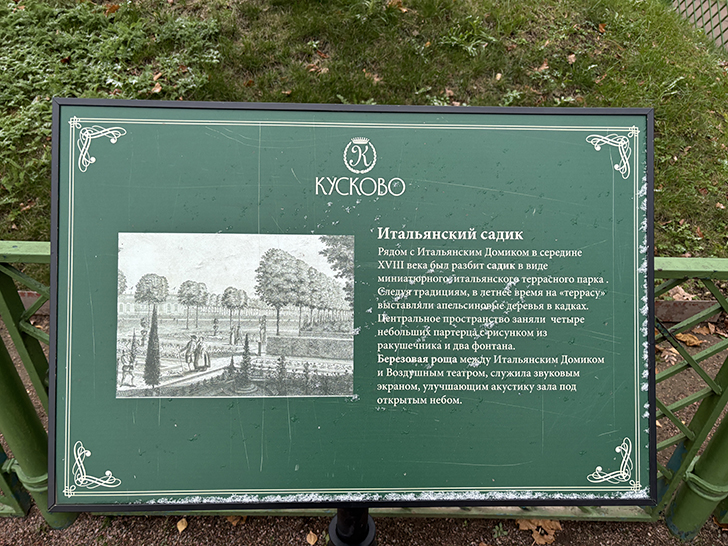 К
КУСКОВО
Итальянский садик
Рядом с Итальянским Домиком в середине
XVIII века был разбит садик в виде
миниатюрного итальянского террасного парка .
Следуя традициям, в летнее время на «террасу»
выставляли апельсиновые деревья в кадках.
Центральное пространство заняли четыре
небольших партерца с рисунком из
ракушечника и два фонтана.
Березовая роща между Итальянским Домиком
и Воздушным театром, служила звуковым
экраном, улучшающим акустику зала под
открытым небом.